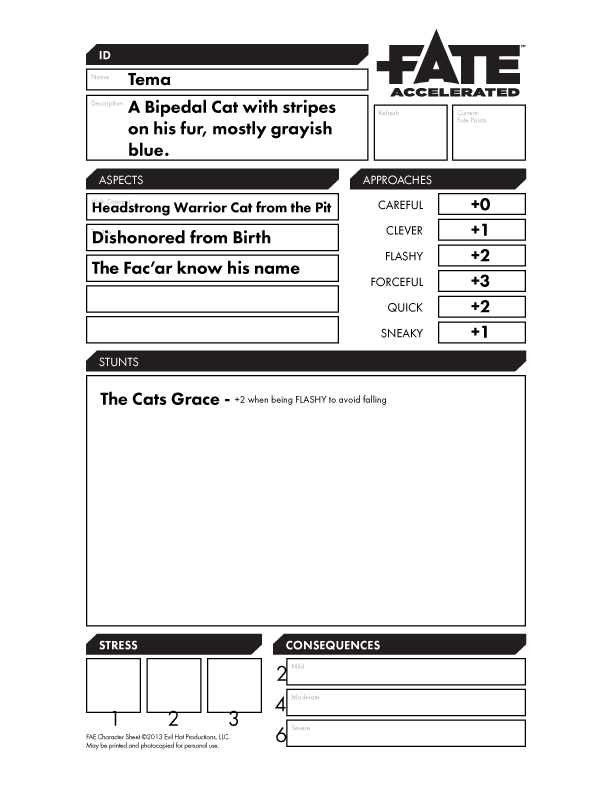 ID
FATE™
ACCELERATED
Name
Tema
Description
A Bipedal Cat with stripes
on his fur, mostly grayish
blue.
Refresh
Current
Fate Points
ASPECTS
Headstrong Warrior Cat from the Pit
Dishonored from Birth
The Fac’ar know his name
APPROACHES
CAREFUL +0
CLEVER +1
FLASHY +2
FORCEFUL +3
QUICK +2
SNEAKY +1
STUNTS
The Cats Grace - +2 when being FLASHY to avoid falling
STRESS
1 2 3
CONSEQUENCES
2 Mild
4 Moderate
6 Severe
FAE Character Sheet ©2013 Evil Hat Productions, LLC.
May be printed and photocopied for personal use.